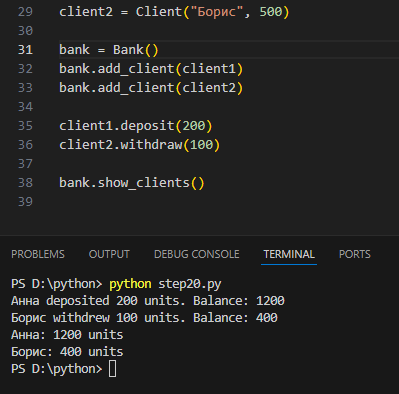 29 client2 = Client("Борис", 500)
30
31 bank = Bank()
32 bank.add_client(client1)
33 bank.add_client(client2)
34
35 client1.deposit(200)
36 client2.withdraw(100)
37
38 bank.show_clients()
39
PROBLEMS OUTPUT DEBUG CONSOLE TERMINAL PORTS
PS D:\python> python step20.py
Анна deposited 200 units. Balance: 1200
Борис withdrew 100 units. Balance: 400
Анна: 1200 units
Борис: 400 units
PS D:\python>